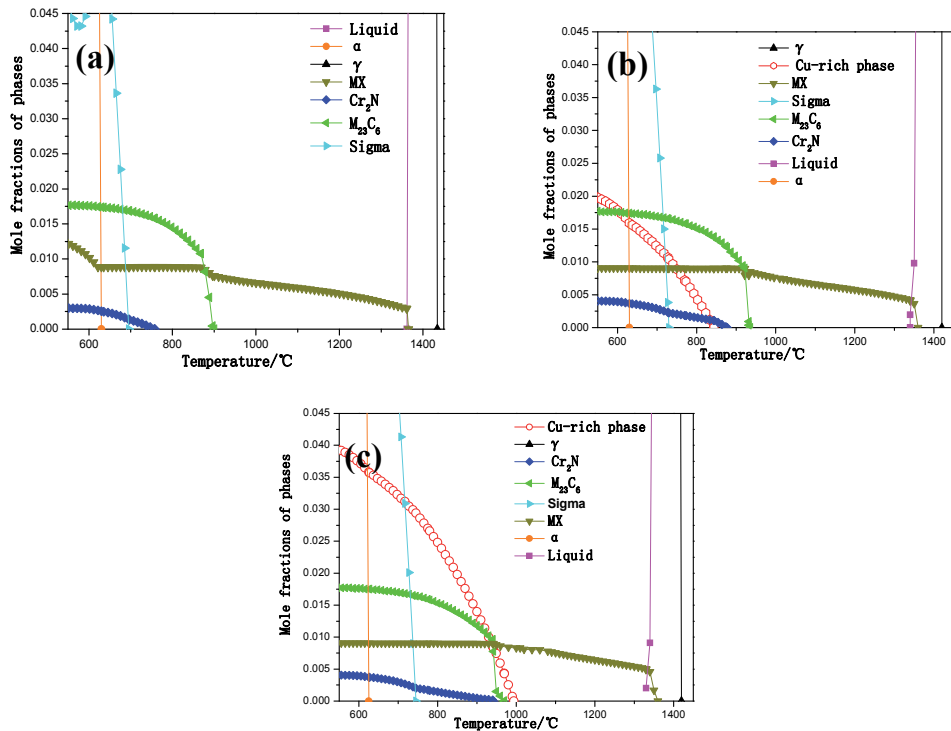 (a)
Mole fractions of phases
0.045
0.040
0.035
0.030
0.025
0.020
0.015
0.010
0.005
0.000
Liquid
α
γ
MX
Cr₂N
M₂₃C₆
Sigma
600 800 1000 1200 1400
Temperature/℃
(b)
Mole fractions of phases
0.045
0.040
0.035
0.030
0.025
0.020
0.015
0.010
0.005
0.000
γ
Cu-rich phase
MX
Sigma
M₂₃C₆
Cr₂N
Liquid
α
600 800 1000 1200 1400
Temperature/℃
(c)
Mole fractions of phases
0.045
0.040
0.035
0.030
0.025
0.020
0.015
0.010
0.005
0.000
Cu-rich phase
γ
Cr₂N
M₂₃C₆
Sigma
MX
α
Liquid
600 800 1000 1200 1400
Temperature/℃